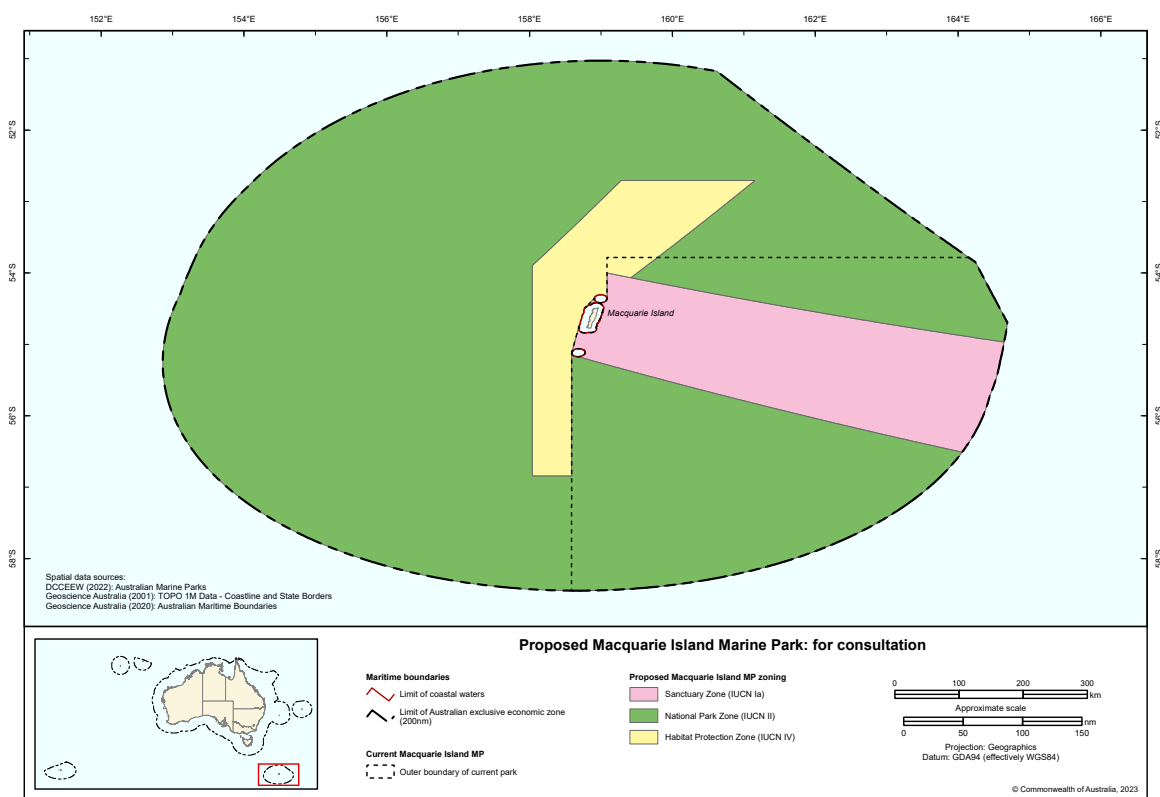 152°E 154°E 156°E 158°E 160°E 162°E 164°E 166°E
52°S 52°S
54°S 54°S
Macquarie Island
56°S 56°S
58°S 58°S
Spatial data sources:
DCCEEW (2022): Australian Marine Parks
Geoscience Australia (2001): TOPO 1M Data - Coastline and State Borders
Geoscience Australia (2020): Australian Maritime Boundaries
Proposed Macquarie Island Marine Park: for consultation
Maritime boundaries
Limit of coastal waters
Limit of Australian exclusive economic zone
(200nm)
Current Macquarie Island MP
Outer boundary of current park
Proposed Macquarie Island MP zoning
Sanctuary Zone (IUCN Ia)
National Park Zone (IUCN II)
Habitat Protection Zone (IUCN IV)
0 100 200 300
km
Approximate scale
nm
0 50 100 150
Projection: Geographics
Datum: GDA94 (effectively WGS84)
© Commonwealth of Australia, 2023